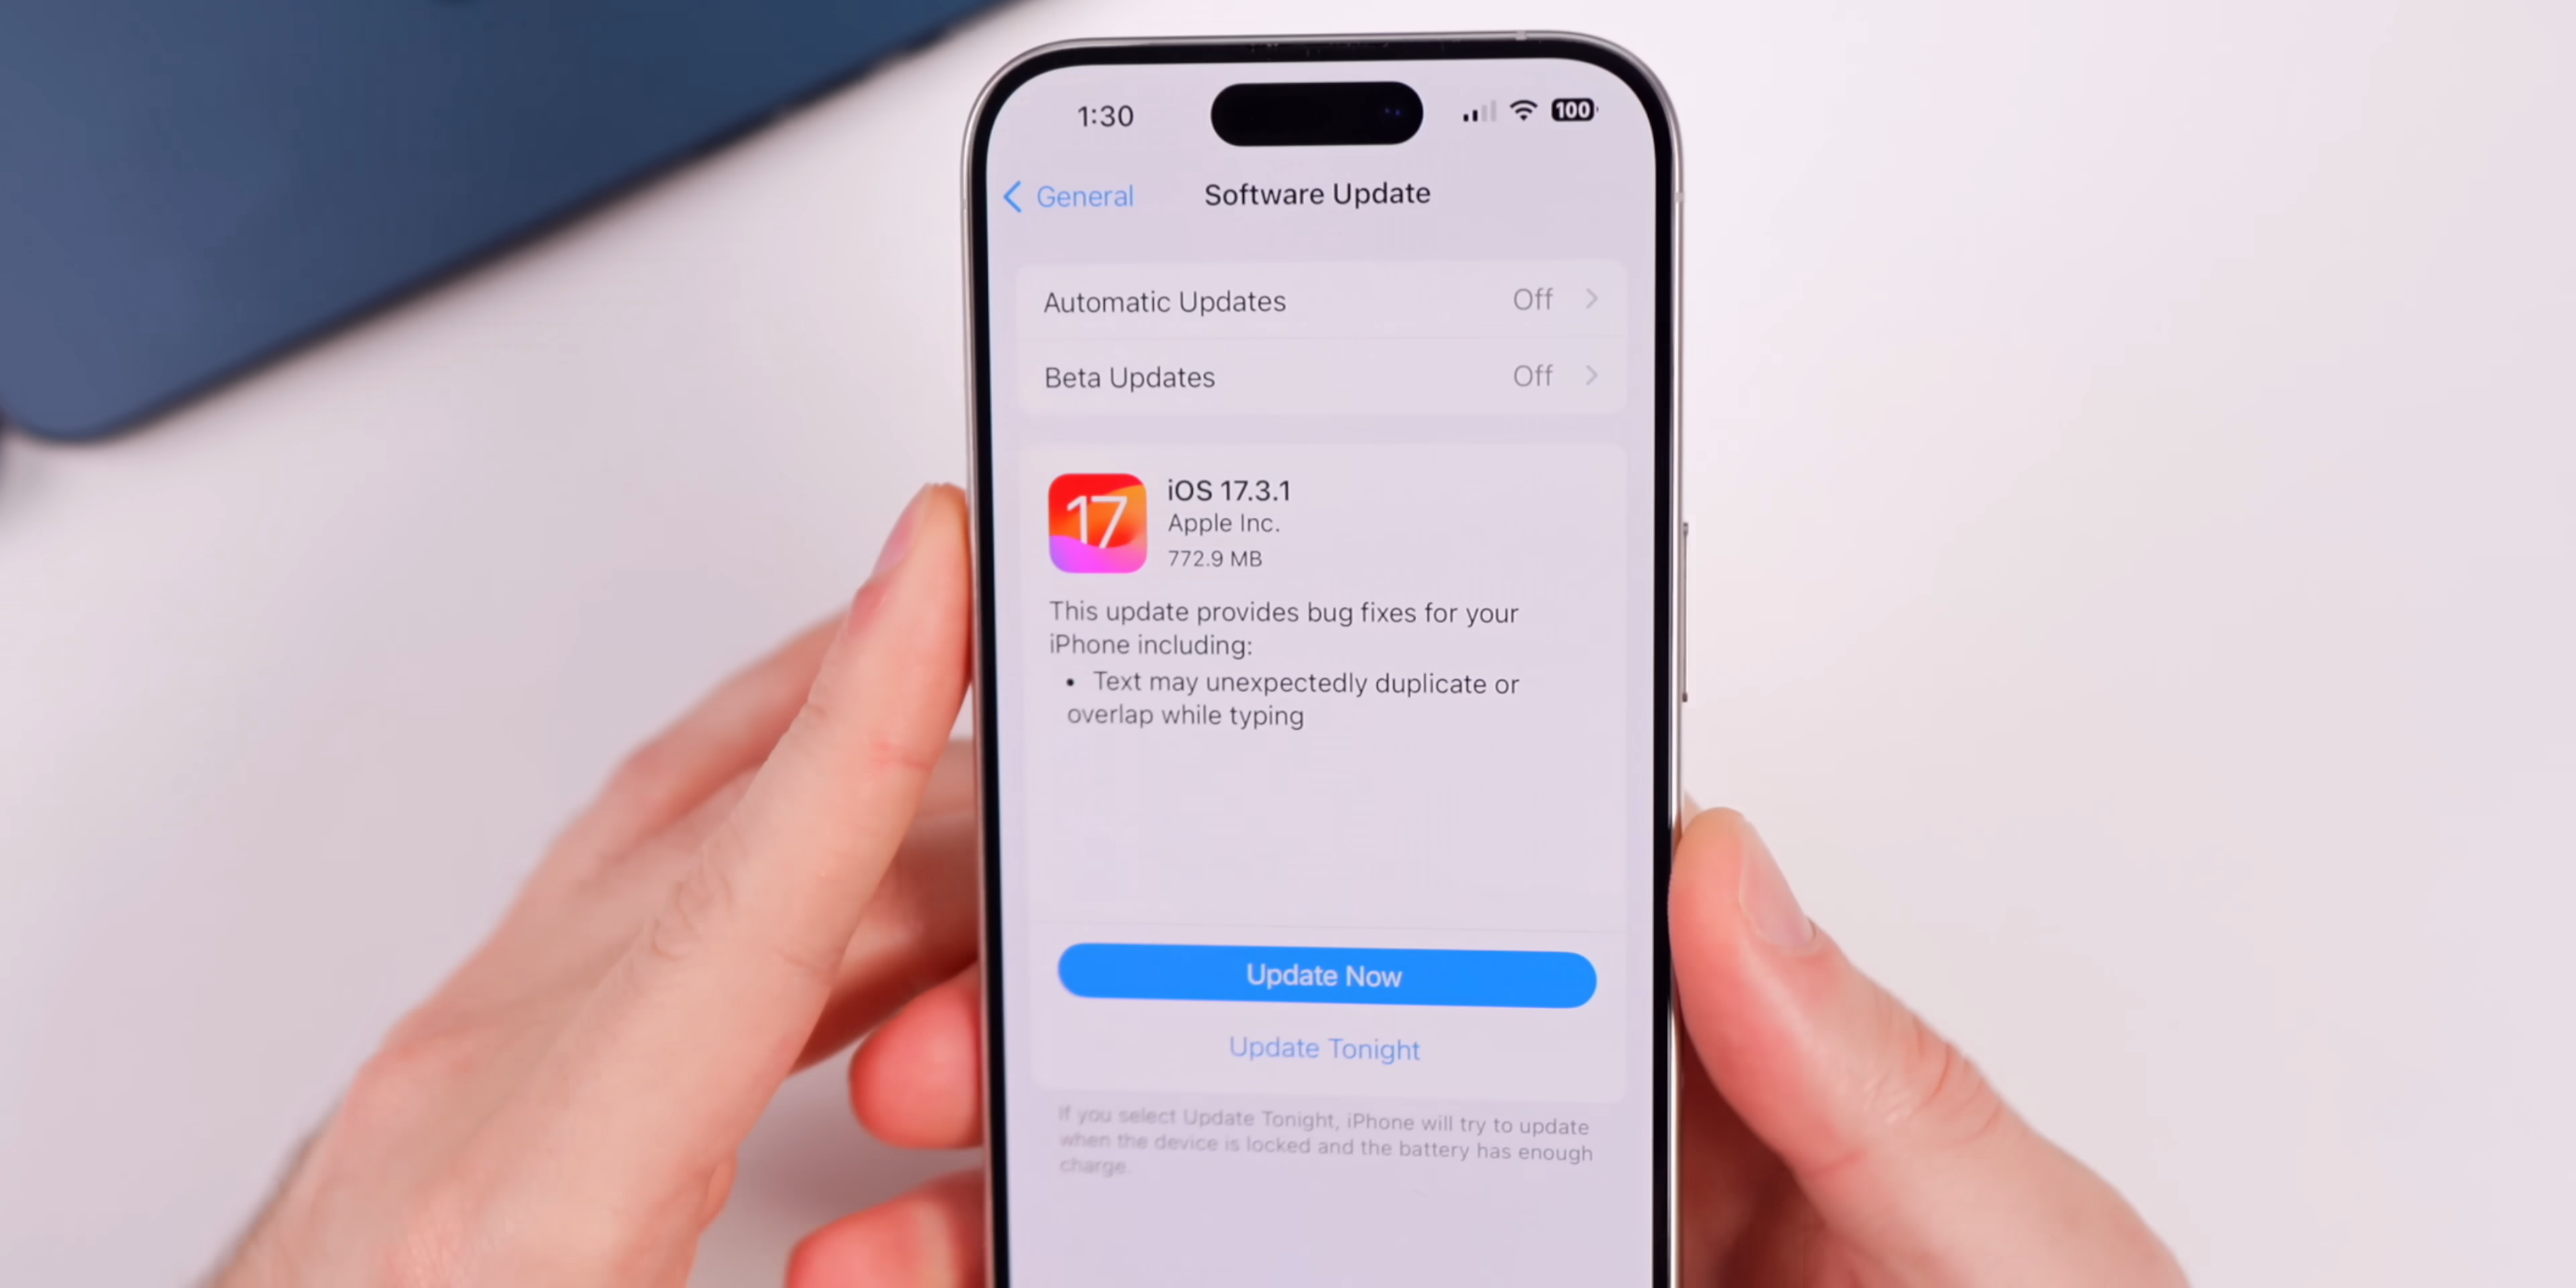 1:30
100
General
Software Update
Automatic Updates Off
Beta Updates Off
17
iOS 17.3.1
Apple Inc.
772.9 MB
This update provides bug fixes for your
iPhone including:
• Text may unexpectedly duplicate or
overlap while typing
Update Now
Update Tonight
If you select Update Tonight, iPhone will try to update
when the device is locked and the battery has enough
charge.